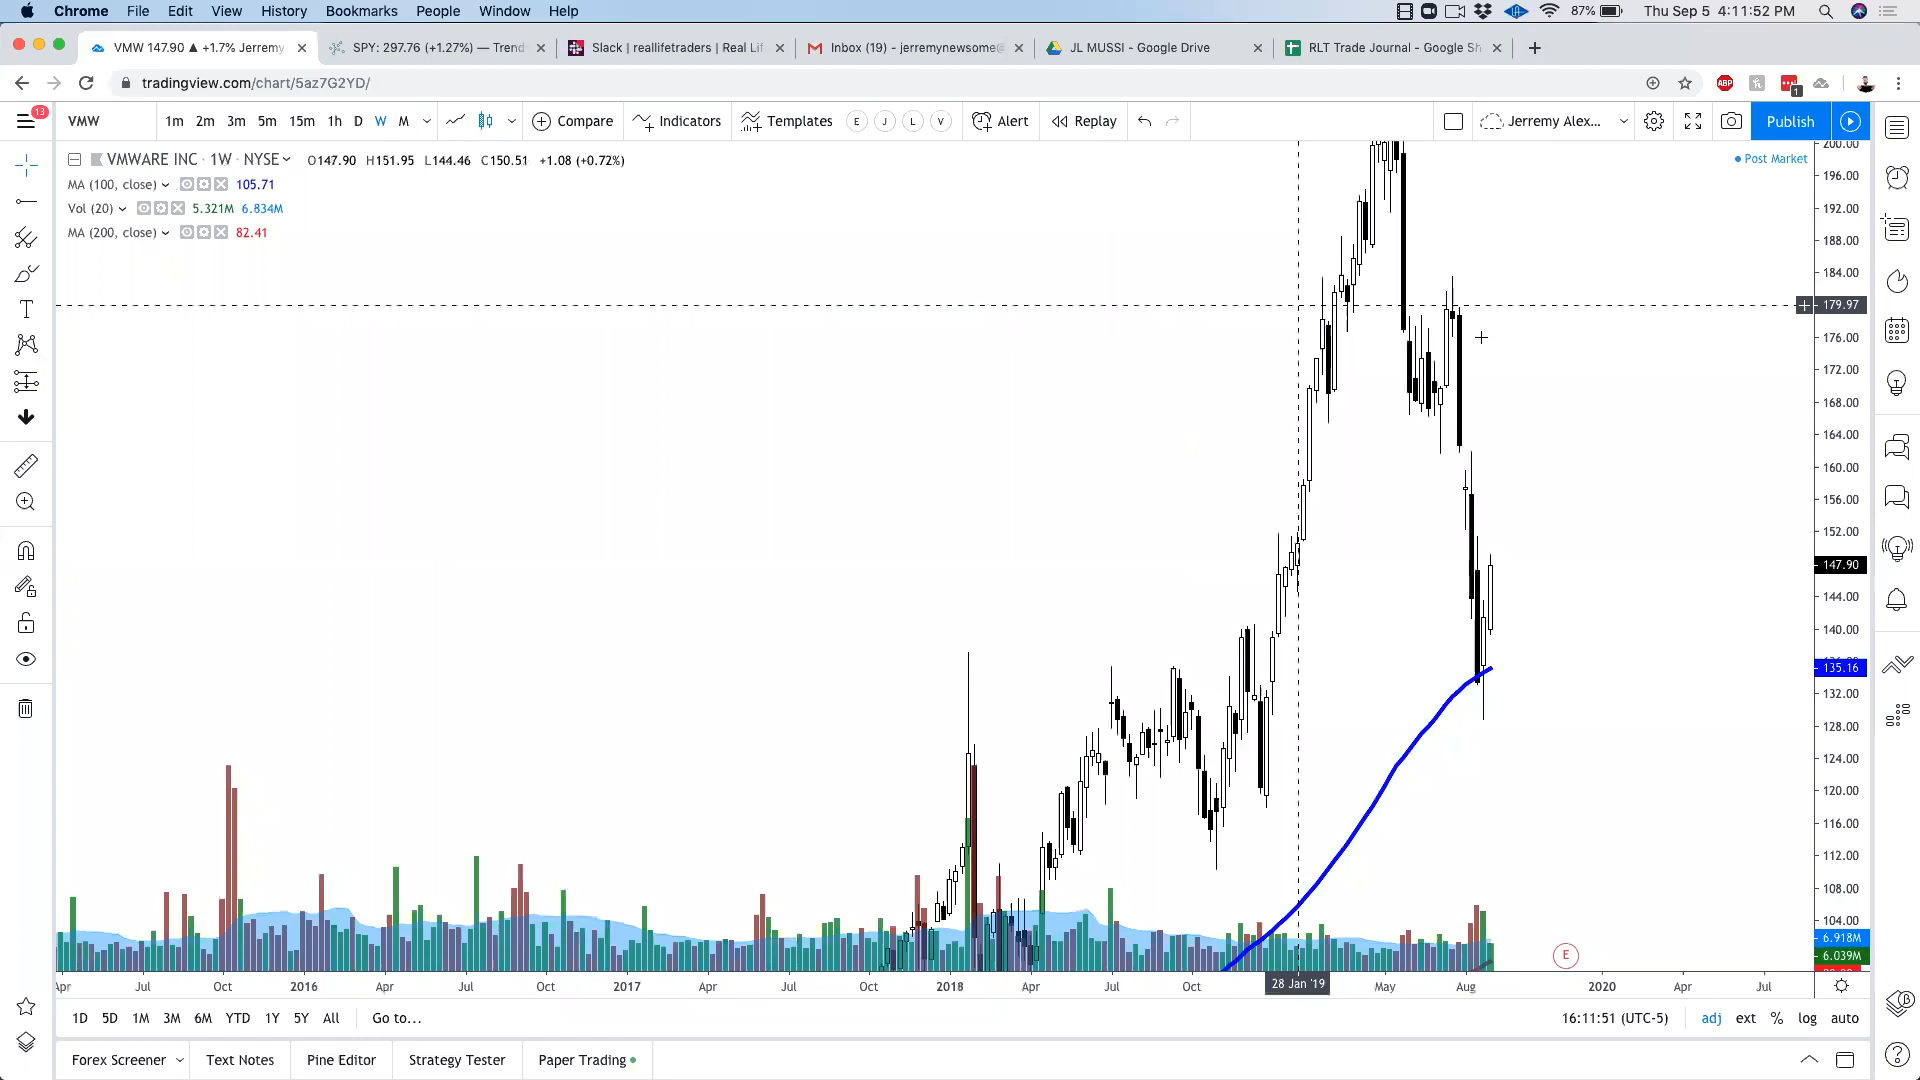 Chrome File Edit View History Bookmarks People Window Help 87% Thu Sep 5 4:11:52 PM
VMW 147.90 ▲ +1.7% Jerremy SPY: 297.76 (+1.27%) — Trend Slack | reallifetraders | Real Lif Inbox (19) - jerremynewsome@ JL MUSSI - Google Drive RLT Trade Journal - Google Sh
tradingview.com/chart/5az7G2YD/ ABP 1
13 VMW 1m 2m 3m 5m 15m 1h D W M Compare Indicators Templates E J L V Alert Replay Jerremy Alex... Publish
VMWARE INC · 1W · NYSE O147.90 H151.95 L144.46 C150.51 +1.08 (+0.72%) Post Market
MA (100, close) 105.71
Vol (20) 5.321M 6.834M
MA (200, close) 82.41
200.00
196.00
192.00
188.00
184.00
179.97
176.00
172.00
168.00
164.00
160.00
156.00
152.00
147.90
144.00
140.00
135.16
132.00
128.00
124.00
120.00
116.00
112.00
108.00
104.00
6.918M
6.039M
E
Apr Jul Oct 2016 Apr Jul Oct 2017 Apr Jul Oct 2018 Apr Jul Oct 28 Jan '19 May Aug 2020 Apr Jul
1D 5D 1M 3M 6M YTD 1Y 5Y All Go to... 16:11:51 (UTC-5) adj ext % log auto
Forex Screener Text Notes Pine Editor Strategy Tester Paper Trading